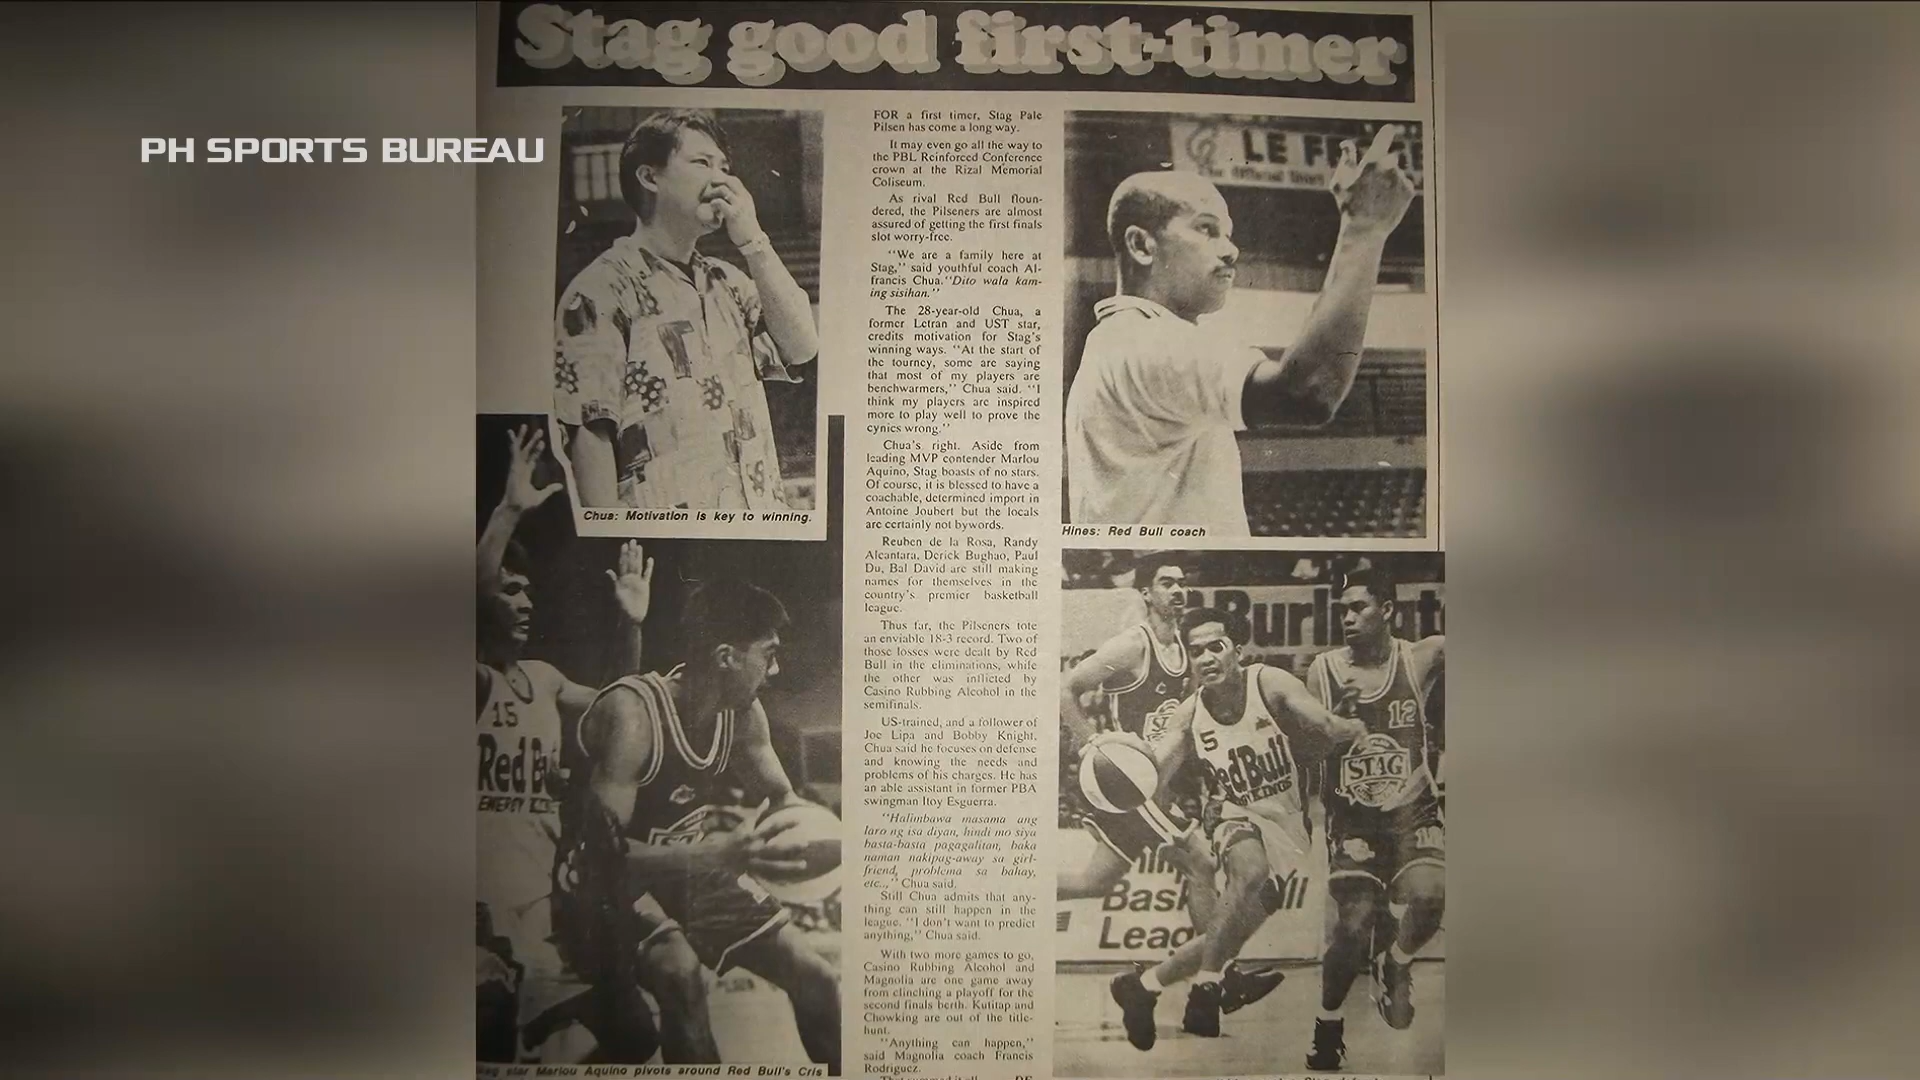 Stag good first-timer
PH SPORTS BUREAU
FOR a first timer, Stag Pale
Pilsen has come a long way.
It may even go all the way to
the PBL Reinforced Conference
crown at the Rizal Memorial
Coliseum.
As rival Red Bull floun-
dered, the Pilseners are almost
assured of getting the first finals
slot worry-free.
"We are a family here at
Stag," said youthful coach Al-
francis Chua. "Dito wala kam-
ing sisihan."
The 28-year-old Chua, a
former Letran and UST star,
credits motivation for Stag's
winning ways. "At the start of
the tourney, some are saying
that most of my players are
benchwarmers," Chua said. "I
think my players are inspired
more to play well to prove the
cynics wrong."
Chua's right. Aside from
leading MVP contender Marlou
Aquino, Stag boasts of no stars.
Of course, it is blessed to have a
coachable, determined import in
Antoine Joubert but the locals
are certainly not bywords.
Reuben de la Rosa, Randy
Alcantara, Derick Bughao, Paul
Du, Bal David are still making
names for themselves in the
country's premier basketball
league.
Thus far, the Pilseners tote
an enviable 18-3 record. Two of
those losses were dealt by Red
Bull in the eliminations, while
the other was inflicted by
Casino Rubbing Alcohol in the
semifinals.
US-trained, and a follower of
Joe Lipa and Bobby Knight,
Chua said he focuses on defense
and knowing the needs and
problems of his charges. He has
an able assistant in former PBA
swingman Itoy Esguerra.
"Halimbawa masama ang
laro ng isa diyan, hindi mo siya
basta-basta pagagalitan, baka
naman nakipag-away sa girl-
friend, problema sa bahay,
etc..," Chua said.
Still Chua admits that any-
thing can still happen in the
league. "I don't want to predict
anything," Chua said.
With two more games to go,
Casino Rubbing Alcohol and
Magnolia are one game away
from clinching a playoff for the
second finals berth. Kutitap and
Chowking are out of the title-
hunt.
"Anything can happen,"
said Magnolia coach Francis
Rodriguez.
Chua: Motivation is key to winning.
Hines: Red Bull coach
LE
15
Red Bu
ENERGY
star Marlou Aquino pivots around Red Bull's Cris
Burlin
5
Red Bull
12
STAG
Bask
Leag